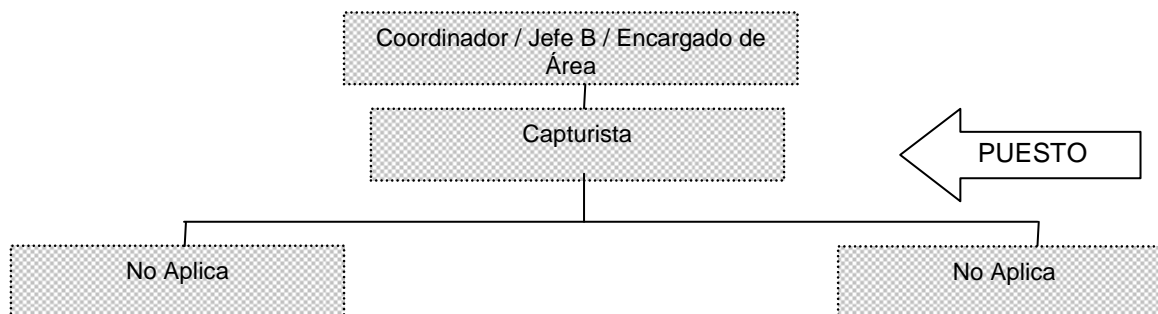 Coordinador / Jefe B / Encargado de
Área
Capturista
PUESTO
No Aplica
No Aplica